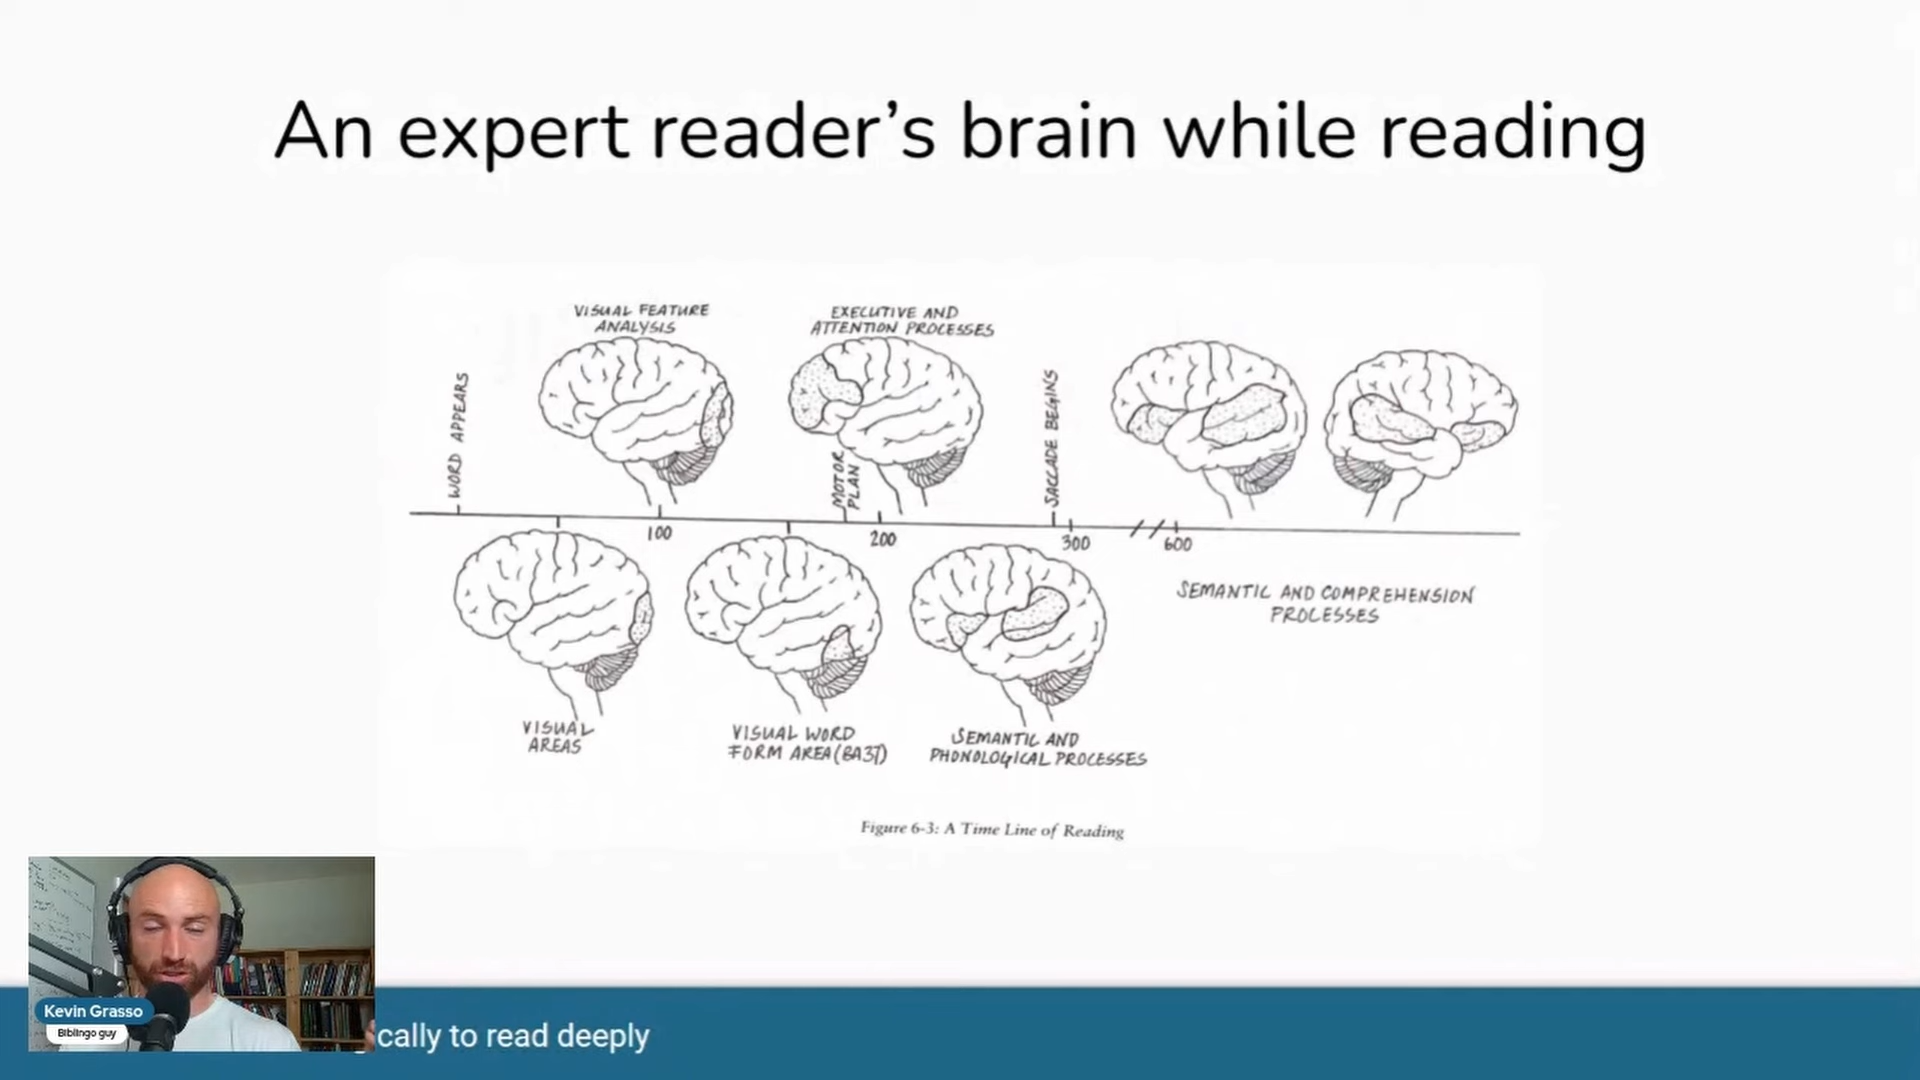 An expert reader's brain while reading
VISUAL FEATURE
ANALYSIS
EXECUTIVE AND
ATTENTION PROCESSES
WORD APPEARS
MOTOR
PLAN
SACCADE BEGINS
100
200
300
600
SEMANTIC AND COMPREHENSION
PROCESSES
VISUAL
AREAS
VISUAL WORD
FORM AREA (BA37)
SEMANTIC AND
PHONOLOGICAL PROCESSES
Figure 6-3: A Time Line of Reading
Kevin Grasso
Biblingo guy
cally to read deeply